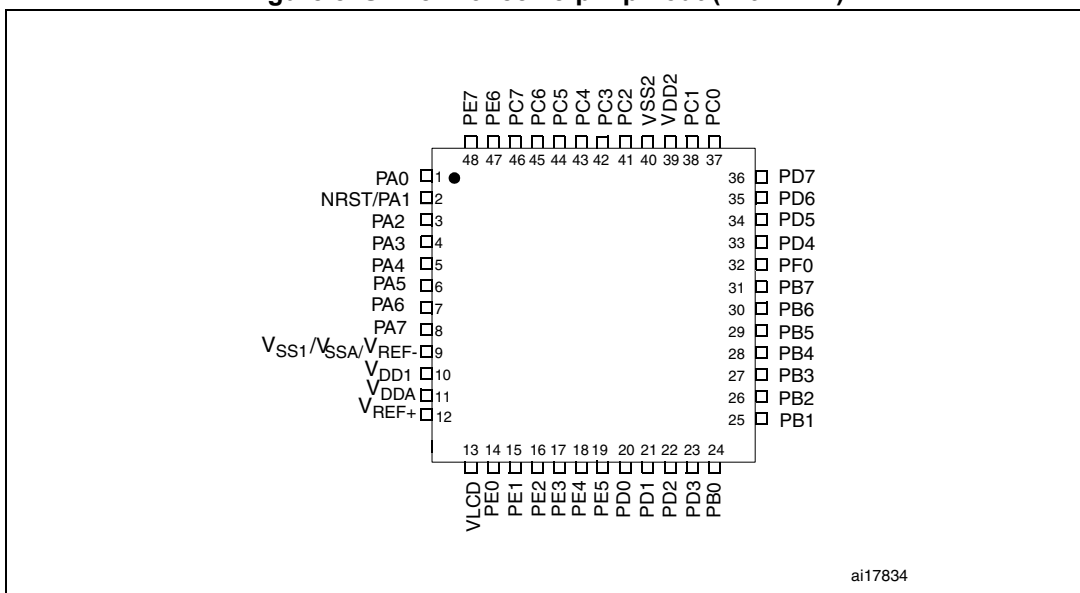 PE7 PE6 PC7 PC6 PC5 PC4 PC3 PC2 VSS2 VDD2 PC1 PC0
48 47 46 45 44 43 42 41 40 39 38 37
PA0 1 36 PD7
NRST/PA1 2 35 PD6
PA2 3 34 PD5
PA3 4 33 PD4
PA4 5 32 PF0
PA5 6 31 PB7
PA6 7 30 PB6
PA7 8 29 PB5
VSS1/VSSA/VREF- 9 28 PB4
VDD1 10 27 PB3
VDDA 11 26 PB2
VREF+ 12 25 PB1
13 14 15 16 17 18 19 20 21 22 23 24
VLCD PE0 PE1 PE2 PE3 PE4 PE5 PD0 PD1 PD2 PD3 PB0
ai17834